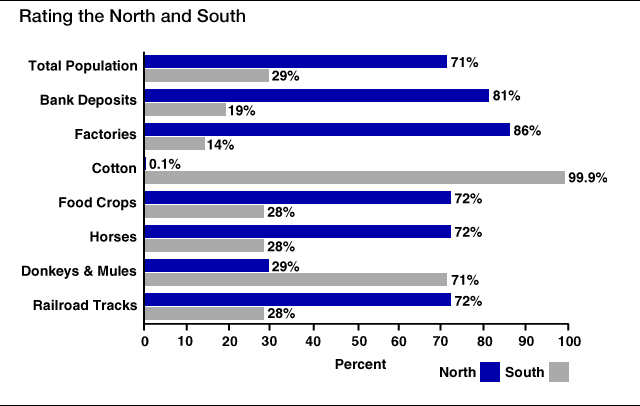 Rating the North and South
Total Population 71%
29%
Bank Deposits 81%
19%
Factories 86%
14%
Cotton 0.1%
99.9%
Food Crops 72%
28%
Horses 72%
28%
Donkeys & Mules 29%
71%
Railroad Tracks 72%
28%
0 10 20 30 40 50 60 70 80 90 100
Percent
North South